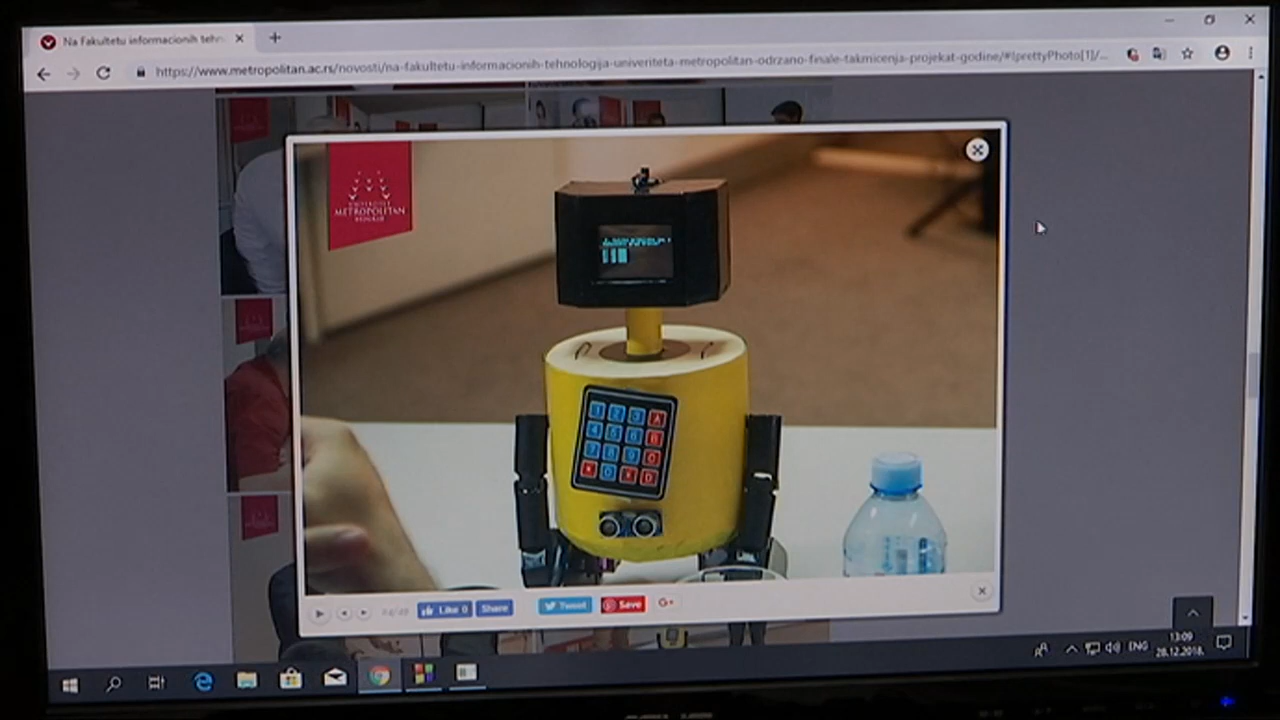 Na Fakultetu informacionih tehn
https://www.metropolitan.ac.rs/novosti/na-fakultetu-informacionih-tehnologija-univerziteta-metropolitan-odrzano-finale-takmicenja-projekat-godine/#!prettyPhoto[1]/...
UNIVERZITET
METROPOLITAN
BEOGRAD
1 2 3 A
4 5 6 B
7 8 9 C
* 0 # D
Like 0
Share
Tweet
Save
G+
ENG
13:09
28.12.2018.